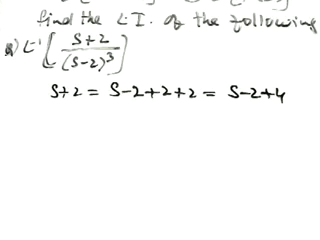 find the L I. of the following
a) L⁻¹[ (s+2)/(s-2)³ ]
s+2 = s-2+2+2 = s-2+4